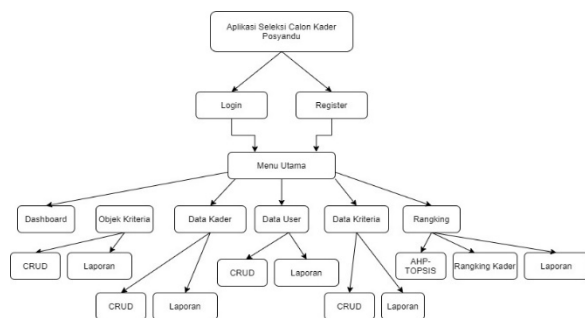 Aplikasi Seleksi Calon Kader
Posyandu
Login
Register
Menu Utama
Dashboard
Objek Kriteria
Data Kader
Data User
Data Kriteria
Rangking
CRUD
Laporan
CRUD
Laporan
AHP-
TOPSIS
Rangking Kader
Laporan
CRUD
Laporan
CRUD
Laporan